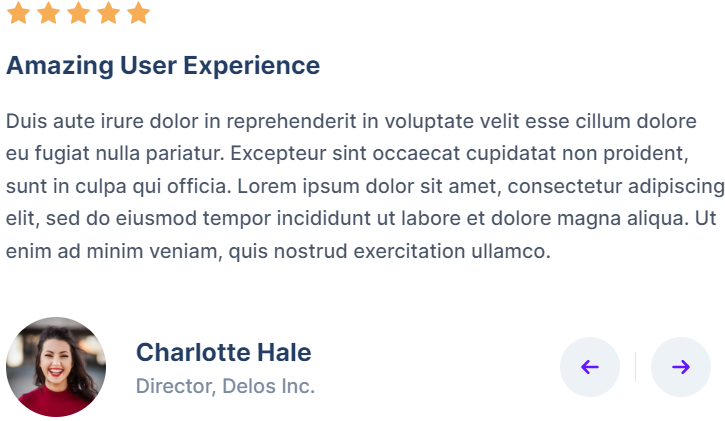 Amazing User Experience
Duis aute irure dolor in reprehenderit in voluptate velit esse cillum dolore
eu fugiat nulla pariatur. Excepteur sint occaecat cupidatat non proident,
sunt in culpa qui officia. Lorem ipsum dolor sit amet, consectetur adipiscing
elit, sed do eiusmod tempor incididunt ut labore et dolore magna aliqua. Ut
enim ad minim veniam, quis nostrud exercitation ullamco.
Charlotte Hale
Director, Delos Inc.